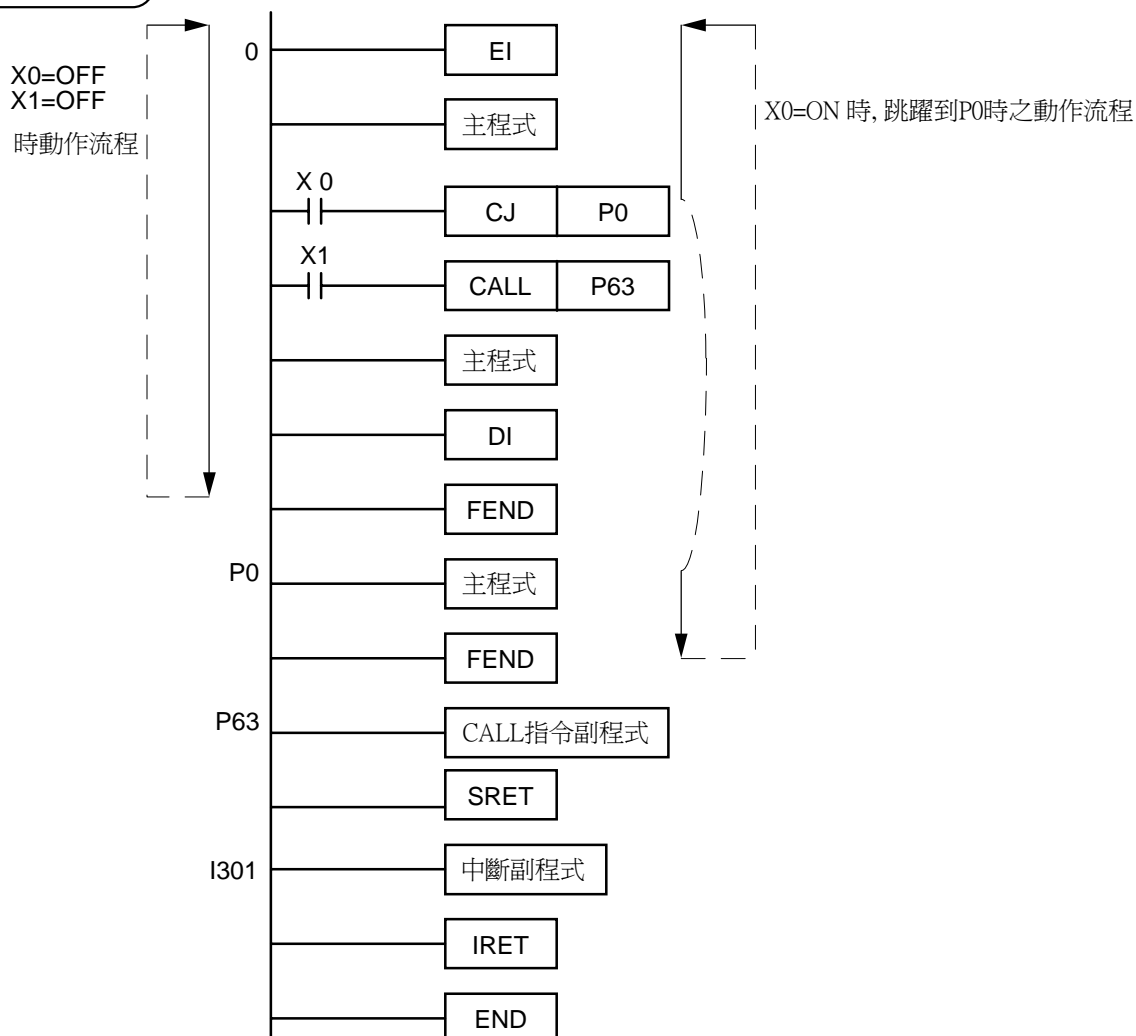 0
EI
X0=OFF
X1=OFF
時動作流程
主程式
X0=ON 時, 跳躍到P0時之動作流程
X 0
CJ P0
X1
CALL P63
主程式
DI
FEND
P0
主程式
FEND
P63
CALL指令副程式
SRET
I301
中斷副程式
IRET
END